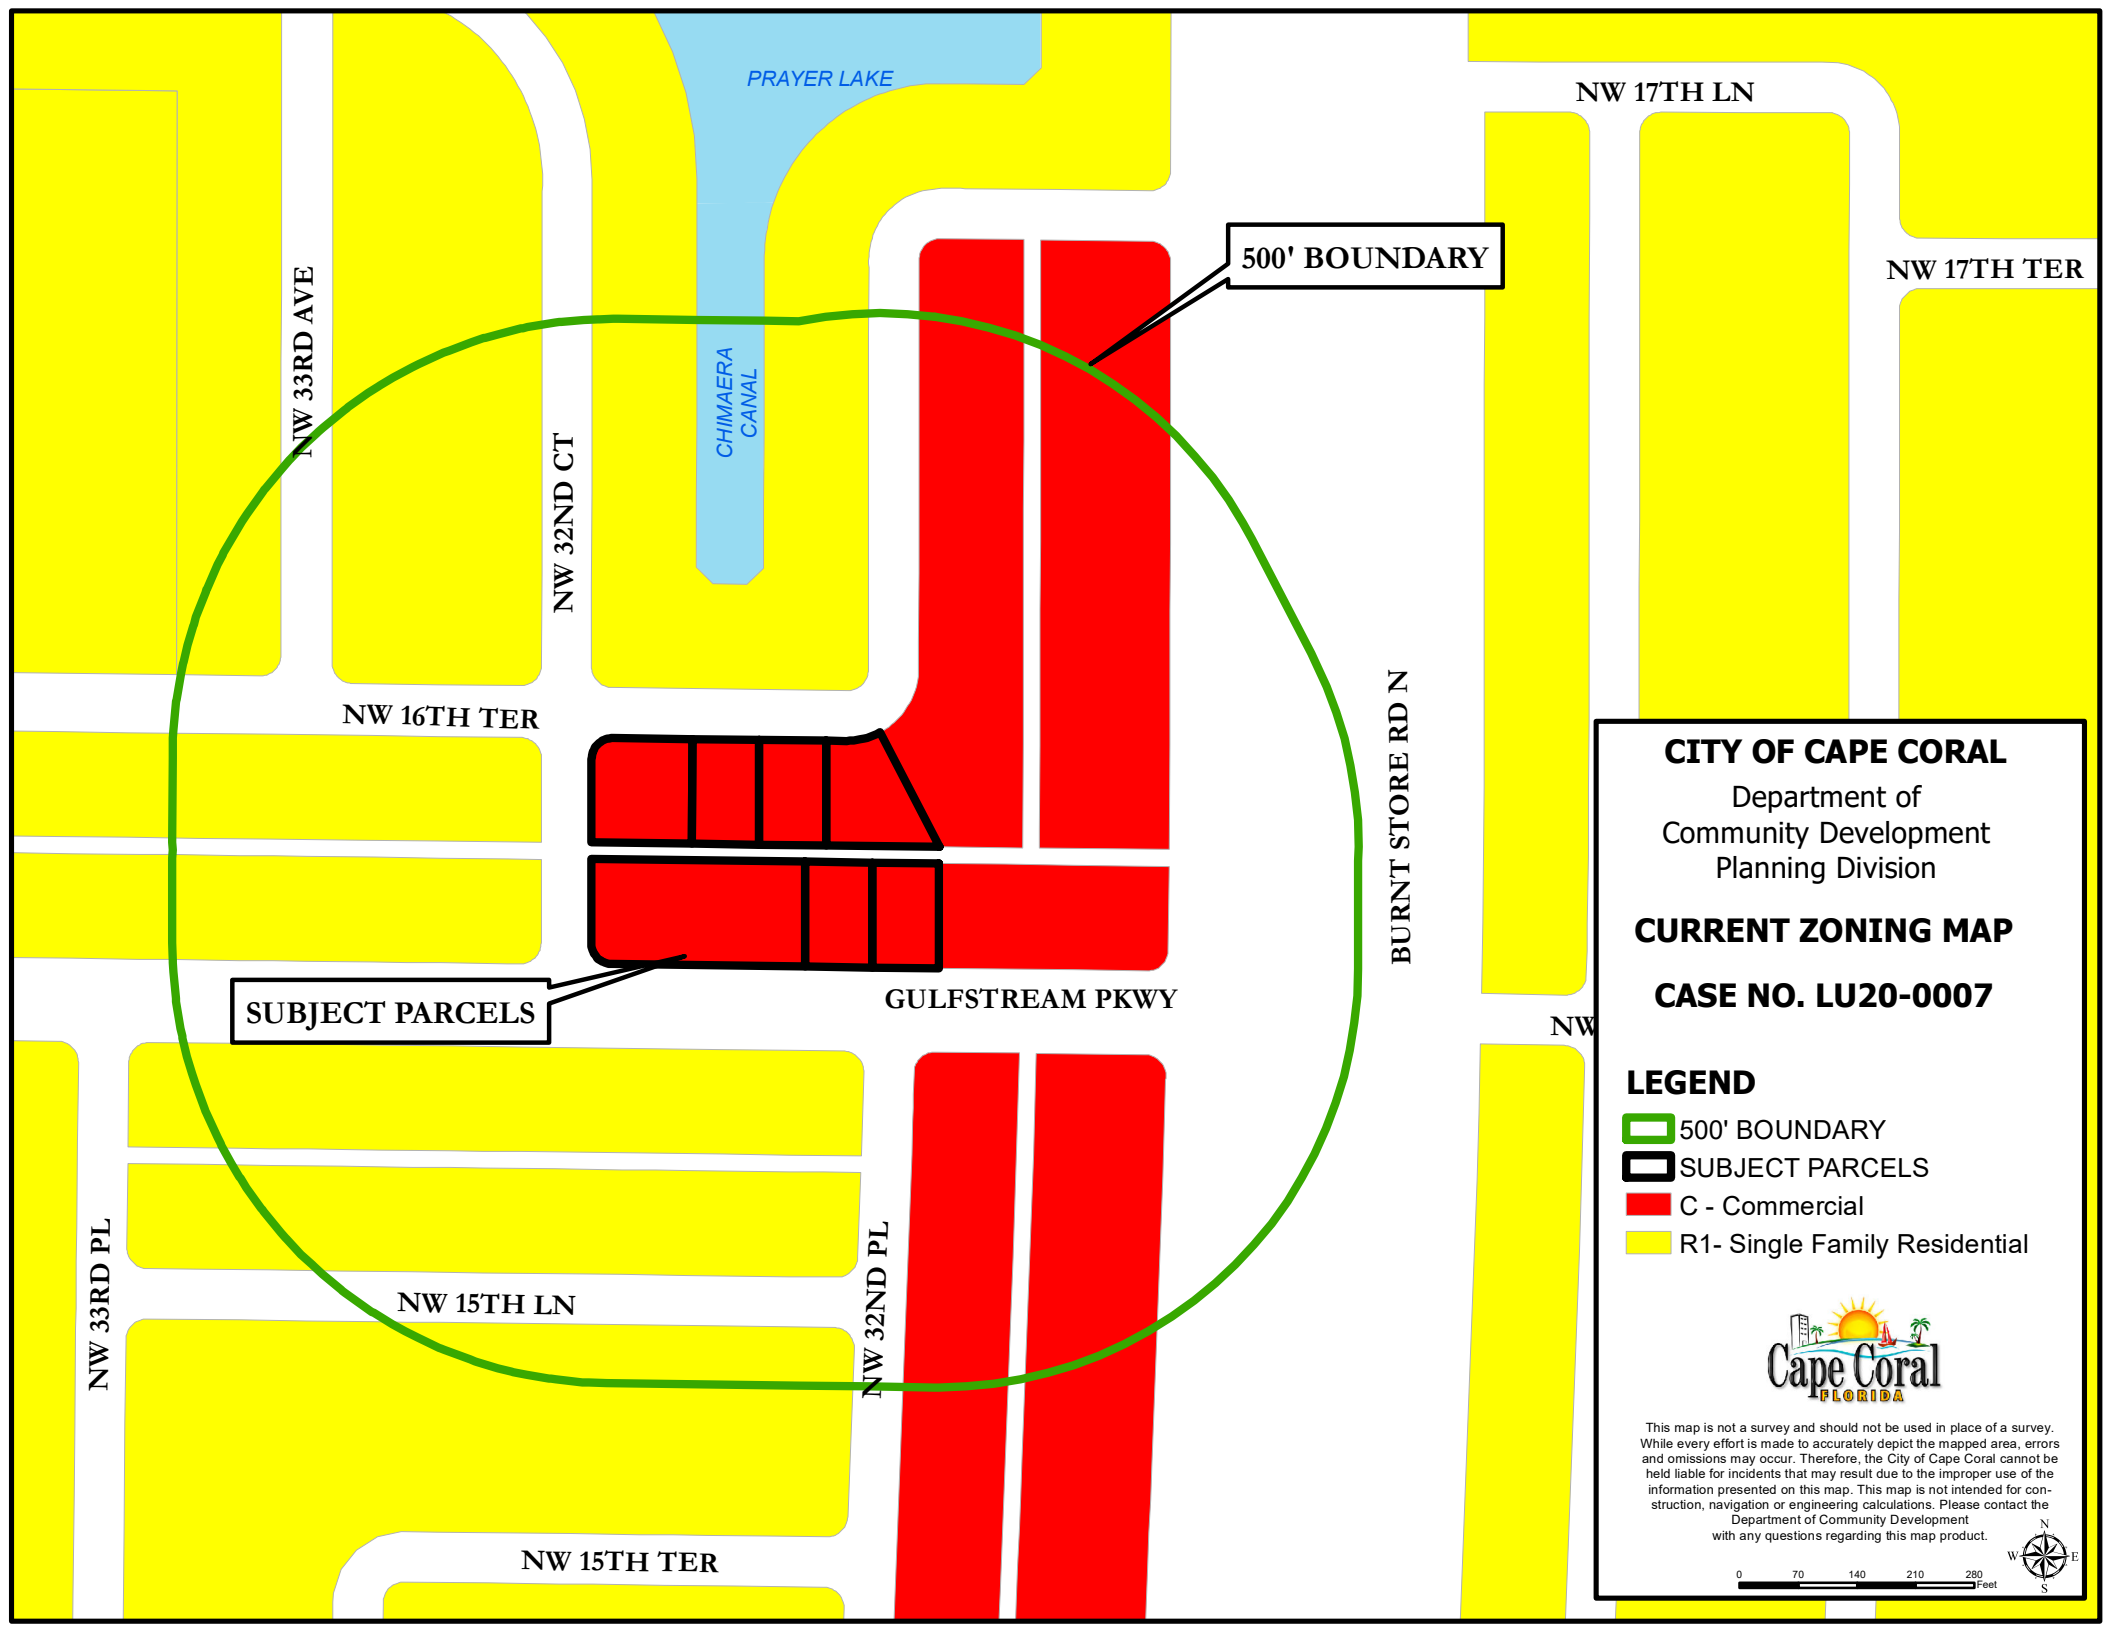 PRAYER LAKE
NW 17TH LN
500' BOUNDARY
NW 17TH TER
NW 33RD AVE
CHIMAERA
CANAL
NW 32ND CT
NW 16TH TER
BURNT STORE RD N
SUBJECT PARCELS
GULFSTREAM PKWY
NW
NW 33RD PL
NW 32ND PL
NW 15TH LN
NW 15TH TER
CITY OF CAPE CORAL
Department of
Community Development
Planning Division
CURRENT ZONING MAP
CASE NO. LU20-0007
LEGEND
500' BOUNDARY
SUBJECT PARCELS
C - Commercial
R1- Single Family Residential
Cape Coral
FLORIDA
This map is not a survey and should not be used in place of a survey.
While every effort is made to accurately depict the mapped area, errors
and omissions may occur. Therefore, the City of Cape Coral cannot be
held liable for incidents that may result due to the improper use of the
information presented on this map. This map is not intended for con-
struction, navigation or engineering calculations. Please contact the
Department of Community Development
with any questions regarding this map product.
N
W E
S
0 70 140 210 280
Feet